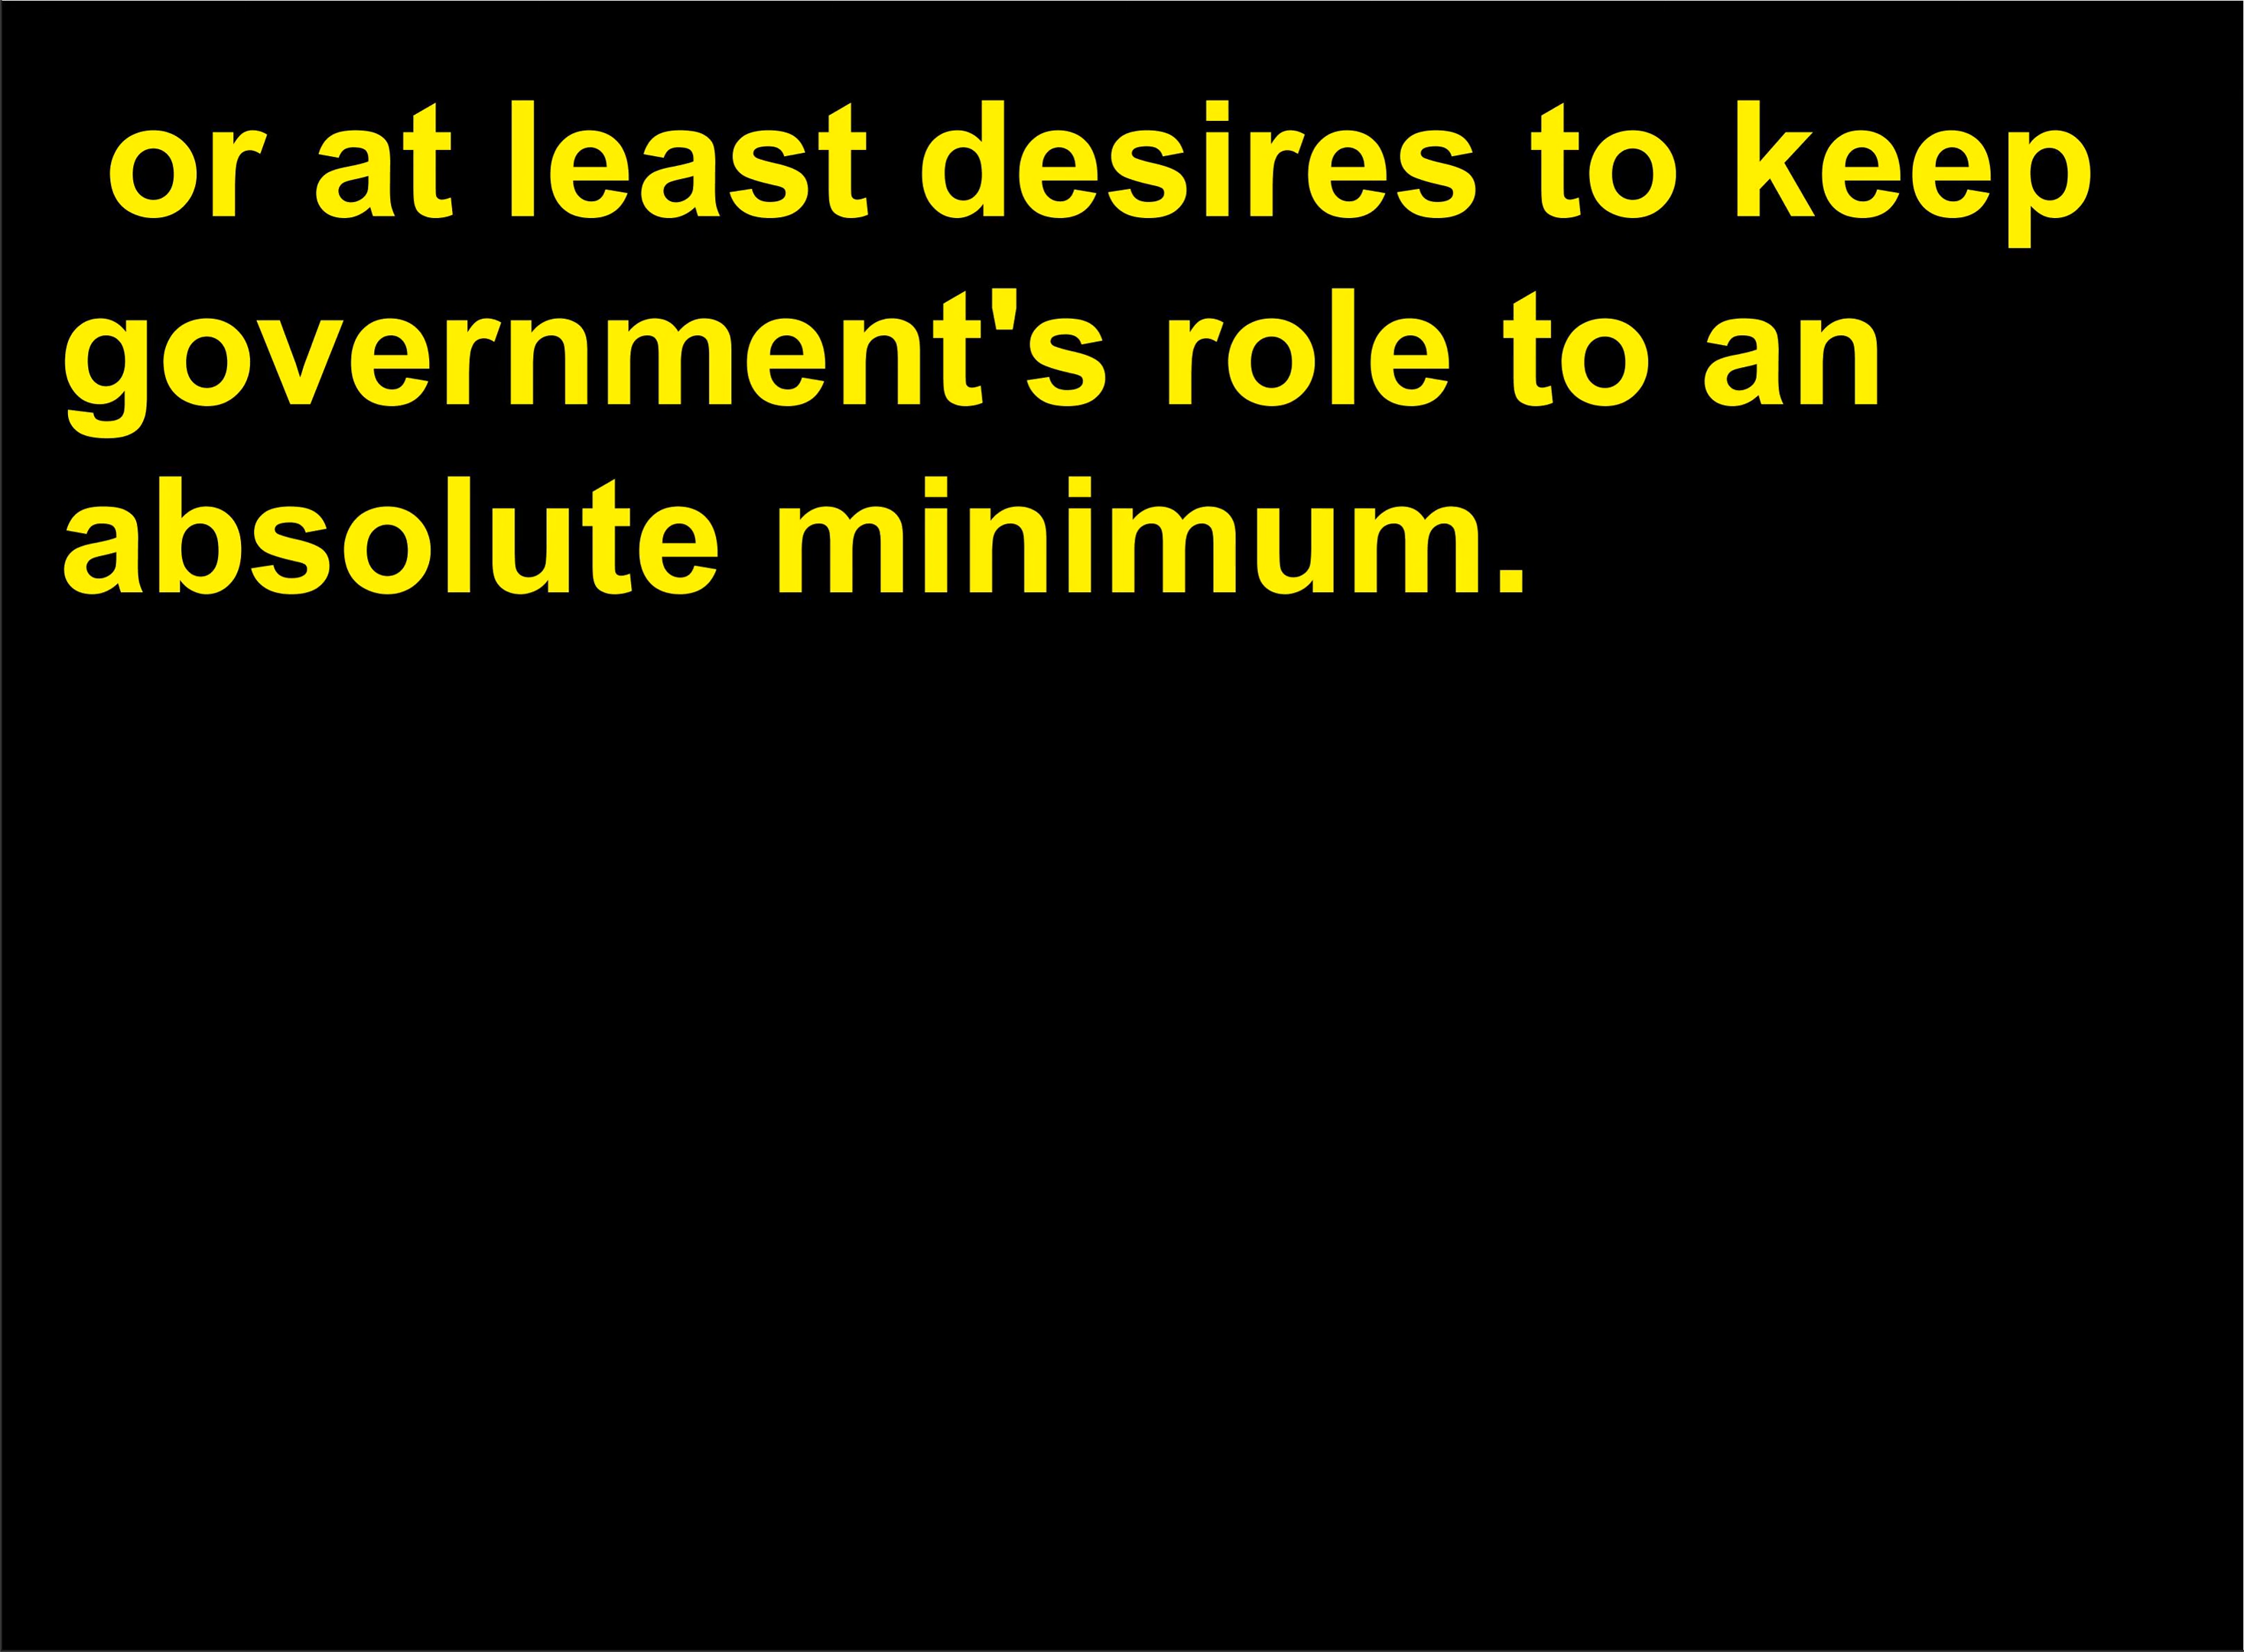 or at least desires to keep
government's role to an
absolute minimum.